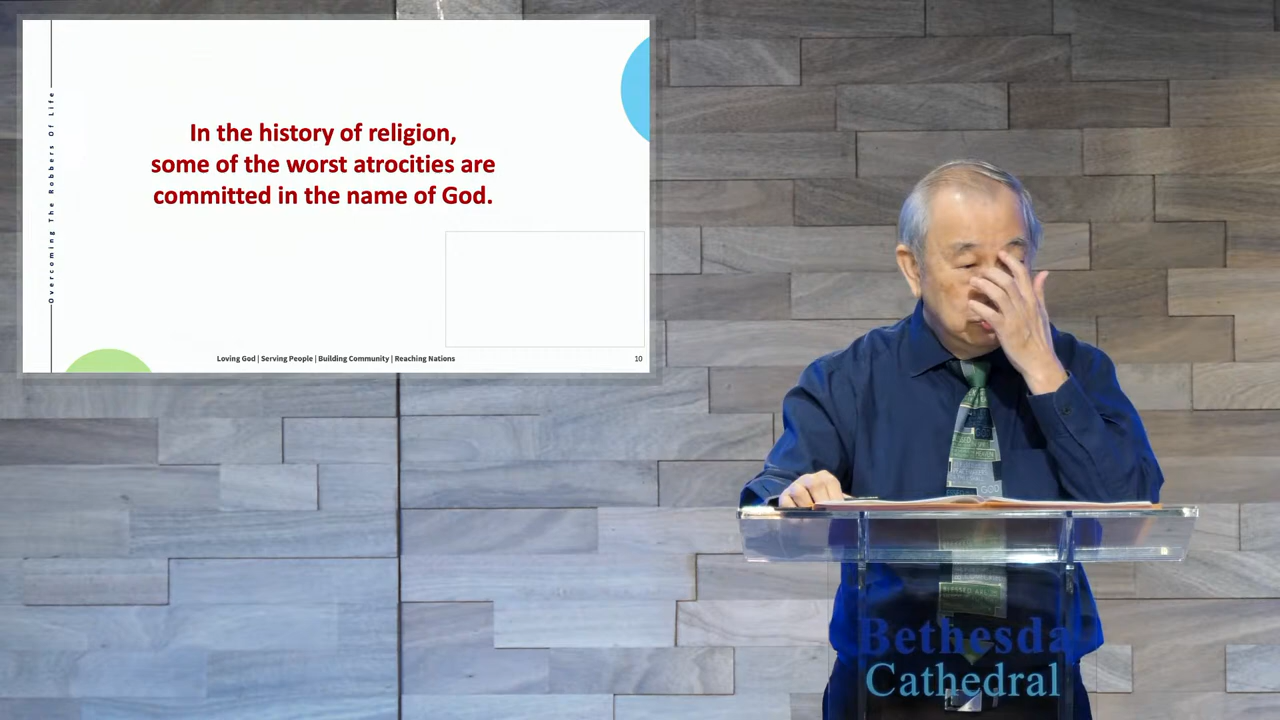 Overcoming The Robbers Of Life
In the history of religion,
some of the worst atrocities are
committed in the name of God.
Loving God | Serving People | Building Community | Reaching Nations
10
GOD
Bethesda
Cathedral